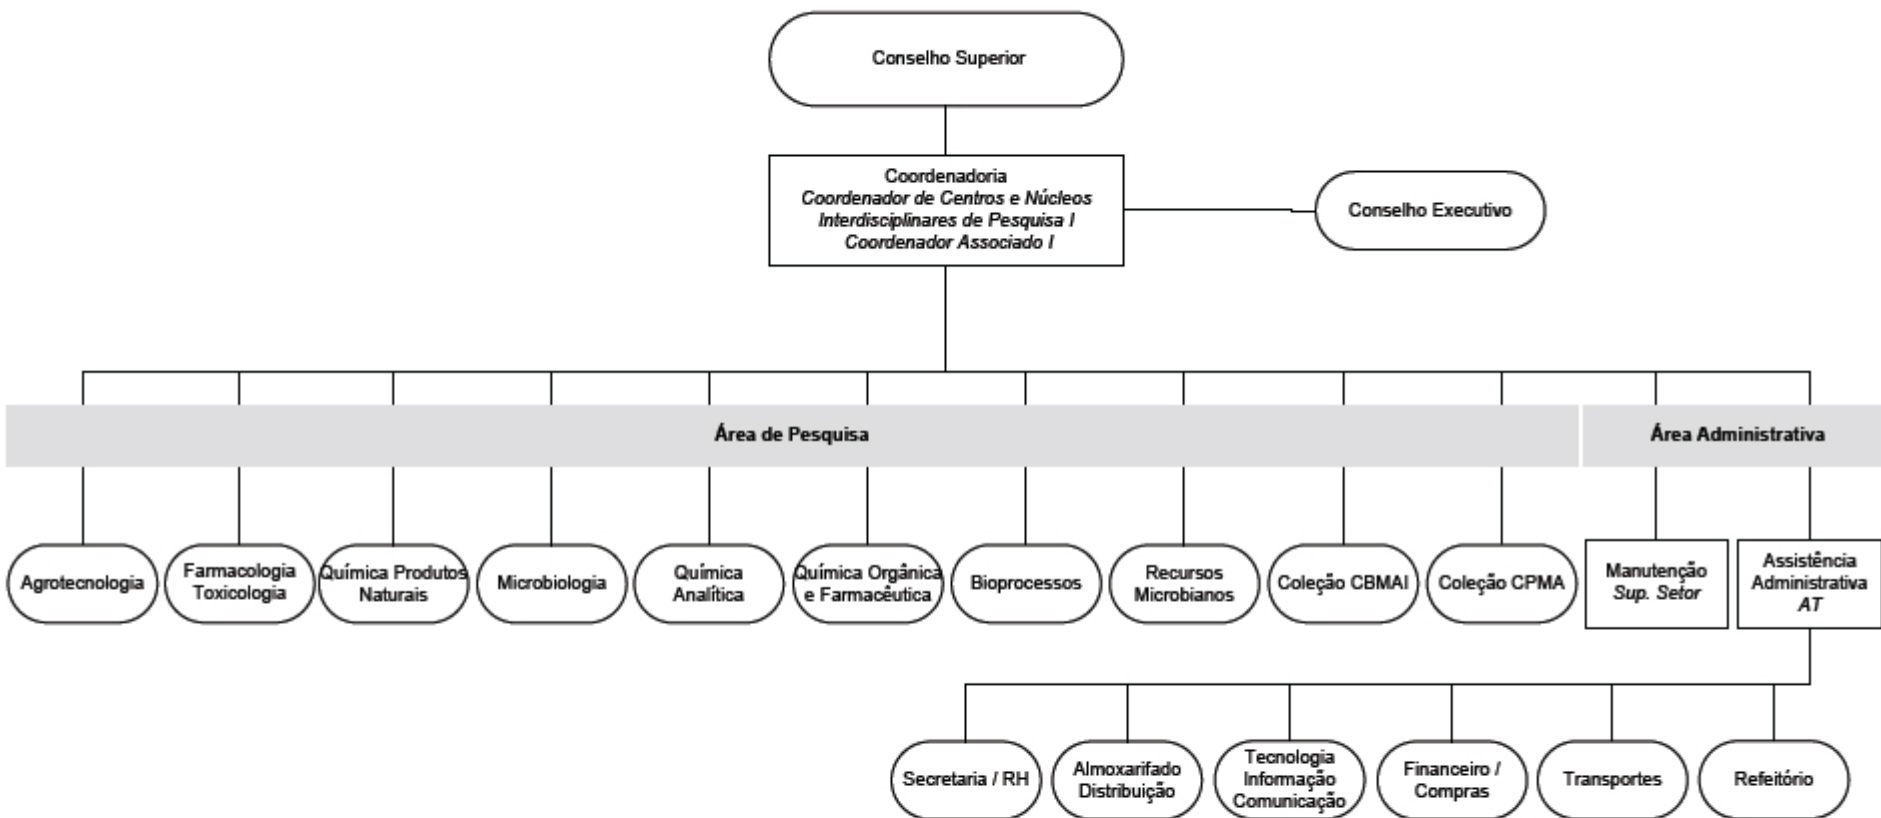 Conselho Superior
Coordenadoria
Coordenador de Centros e Núcleos
Interdisciplinares de Pesquisa I
Coordenador Associado I
Conselho Executivo
Área de Pesquisa
Área Administrativa
Agrotecnologia
Farmacologia
Toxicologia
Química Produtos
Naturais
Microbiologia
Química
Analítica
Química Orgânica
e Farmacêutica
Bioprocessos
Recursos
Microbianos
Coleção CBMAI
Coleção CPMA
Manutenção
Sup. Setor
Assistência
Administrativa
AT
Secretaria / RH
Almoxarifado
Distribuição
Tecnologia
Informação
Comunicação
Financeiro /
Compras
Transportes
Refeitório